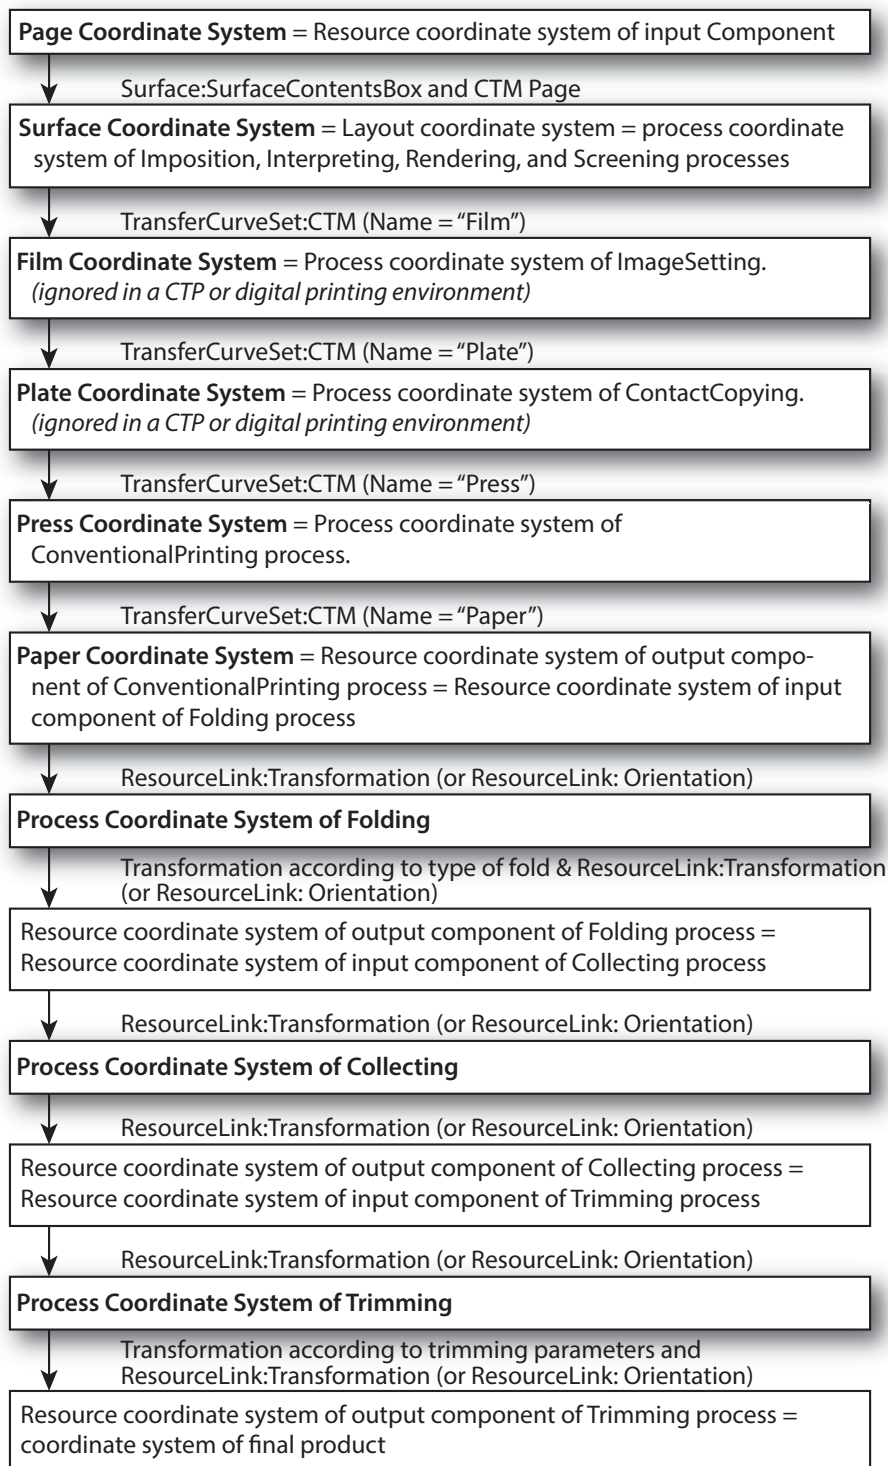 Page Coordinate System = Resource coordinate system of input Component
Surface:SurfaceContentsBox and CTM Page
Surface Coordinate System = Layout coordinate system = process coordinate
system of Imposition, Interpreting, Rendering, and Screening processes
TransferCurveSet:CTM (Name = “Film”)
Film Coordinate System = Process coordinate system of ImageSetting.
(ignored in a CTP or digital printing environment)
TransferCurveSet:CTM (Name = “Plate”)
Plate Coordinate System = Process coordinate system of ContactCopying.
(ignored in a CTP or digital printing environment)
TransferCurveSet:CTM (Name = “Press”)
Press Coordinate System = Process coordinate system of
ConventionalPrinting process.
TransferCurveSet:CTM (Name = “Paper”)
Paper Coordinate System = Resource coordinate system of output compo-
nent of ConventionalPrinting process = Resource coordinate system of input
component of Folding process
ResourceLink:Transformation (or ResourceLink: Orientation)
Process Coordinate System of Folding
Transformation according to type of fold & ResourceLink:Transformation
(or ResourceLink: Orientation)
Resource coordinate system of output component of Folding process =
Resource coordinate system of input component of Collecting process
ResourceLink:Transformation (or ResourceLink: Orientation)
Process Coordinate System of Collecting
ResourceLink:Transformation (or ResourceLink: Orientation)
Resource coordinate system of output component of Collecting process =
Resource coordinate system of input component of Trimming process
ResourceLink:Transformation (or ResourceLink: Orientation)
Process Coordinate System of Trimming
Transformation according to trimming parameters and
ResourceLink:Transformation (or ResourceLink: Orientation)
Resource coordinate system of output component of Trimming process =
coordinate system of final product